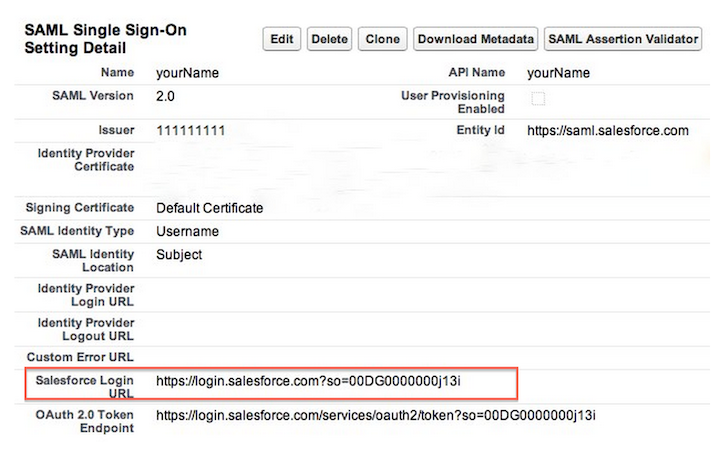 SAML Single Sign-On
Setting Detail
Edit Delete Clone Download Metadata SAML Assertion Validator
Name yourName API Name yourName
SAML Version 2.0 User Provisioning
Enabled
Issuer 111111111 Entity Id https://saml.salesforce.com
Identity Provider
Certificate
Signing Certificate Default Certificate
SAML Identity Type Username
SAML Identity Subject
Location
Identity Provider
Login URL
Identity Provider
Logout URL
Custom Error URL
Salesforce Login https://login.salesforce.com?so=00DG0000000j13i
URL
OAuth 2.0 Token https://login.salesforce.com/services/oauth2/token?so=00DG0000000j13i
Endpoint